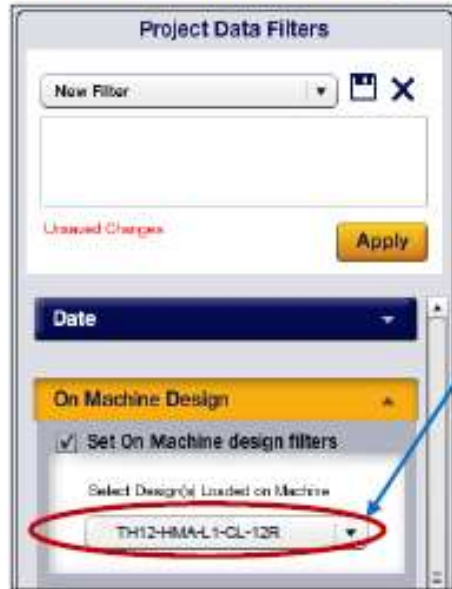 Project Data Filters
New Filter
Unsaved Changes
Apply
Date
On Machine Design
Set On Machine design filters
Select Design(s) Loaded on Machine
TH12-HMA-L1-CL-12R